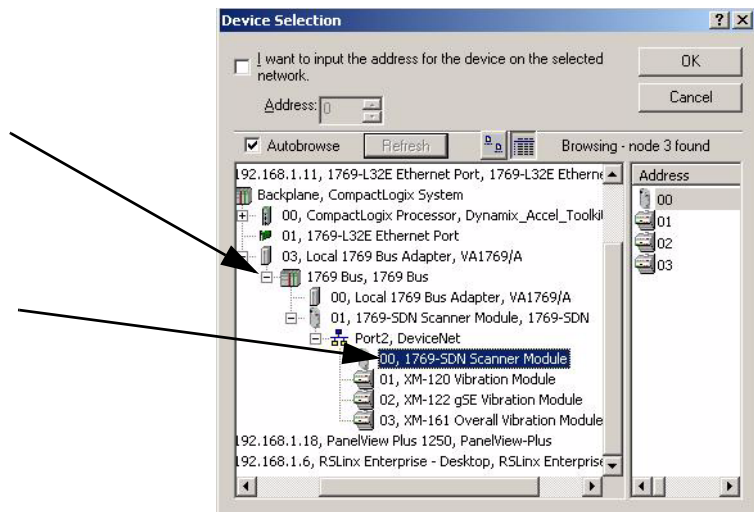 Device Selection
I want to input the address for the device on the selected
network.
OK
Address: 0
Cancel
Autobrowse
Refresh
Browsing - node 3 found
192.168.1.11, 1769-L32E Ethernet Port, 1769-L32E Etherne
Backplane, CompactLogix System
00, CompactLogix Processor, Dynamix_Accel_Toolki
01, 1769-L32E Ethernet Port
03, Local 1769 Bus Adapter, VA1769/A
1769 Bus, 1769 Bus
00, Local 1769 Bus Adapter, VA1769/A
01, 1769-SDN Scanner Module, 1769-SDN
Port2, DeviceNet
00, 1769-SDN Scanner Module
01, XM-120 Vibration Module
02, XM-122 gSE Vibration Module
03, XM-161 Overall Vibration Module
192.168.1.18, PanelView Plus 1250, PanelView-Plus
192.168.1.6, RSLinx Enterprise - Desktop, RSLinx Enterprise
Address
00
01
02
03